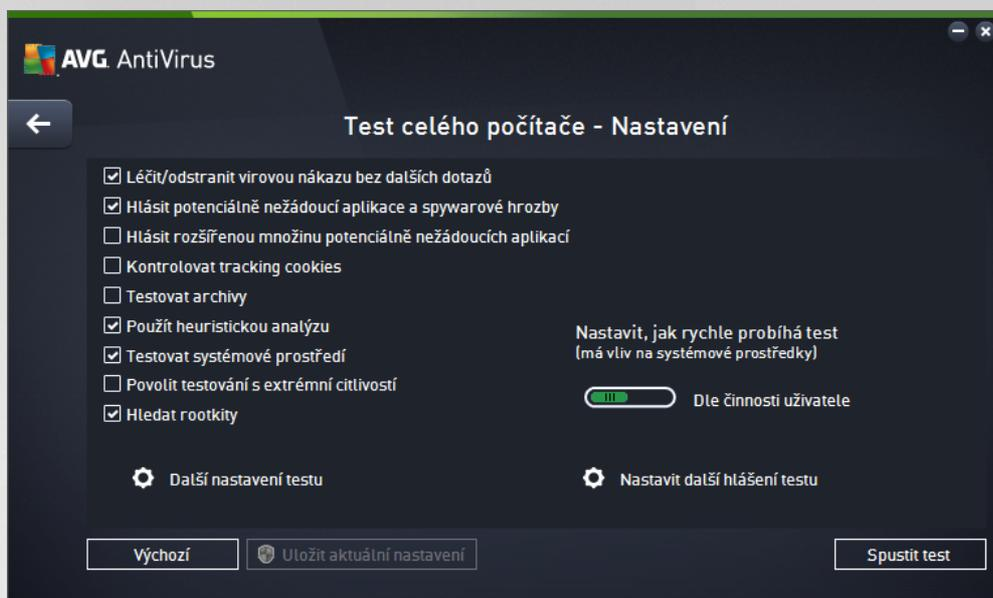 AVG. AntiVirus
Test celého počítače - Nastavení
Léčit/odstranit virovou nákazu bez dalších dotazů
Hlásit potenciálně nežádoucí aplikace a spywarové hrozby
Hlásit rozšířenou množinu potenciálně nežádoucích aplikací
Kontrolovat tracking cookies
Testovat archivy
Použít heuristickou analýzu
Testovat systémové prostředí
Povolit testování s extrémní citlivostí
Hledat rootkity
Nastavit, jak rychle probíhá test
(má vliv na systémové prostředky)
Dle činnosti uživatele
Další nastavení testu
Nastavit další hlášení testu
Výchozí
Uložit aktuální nastavení
Spustit test